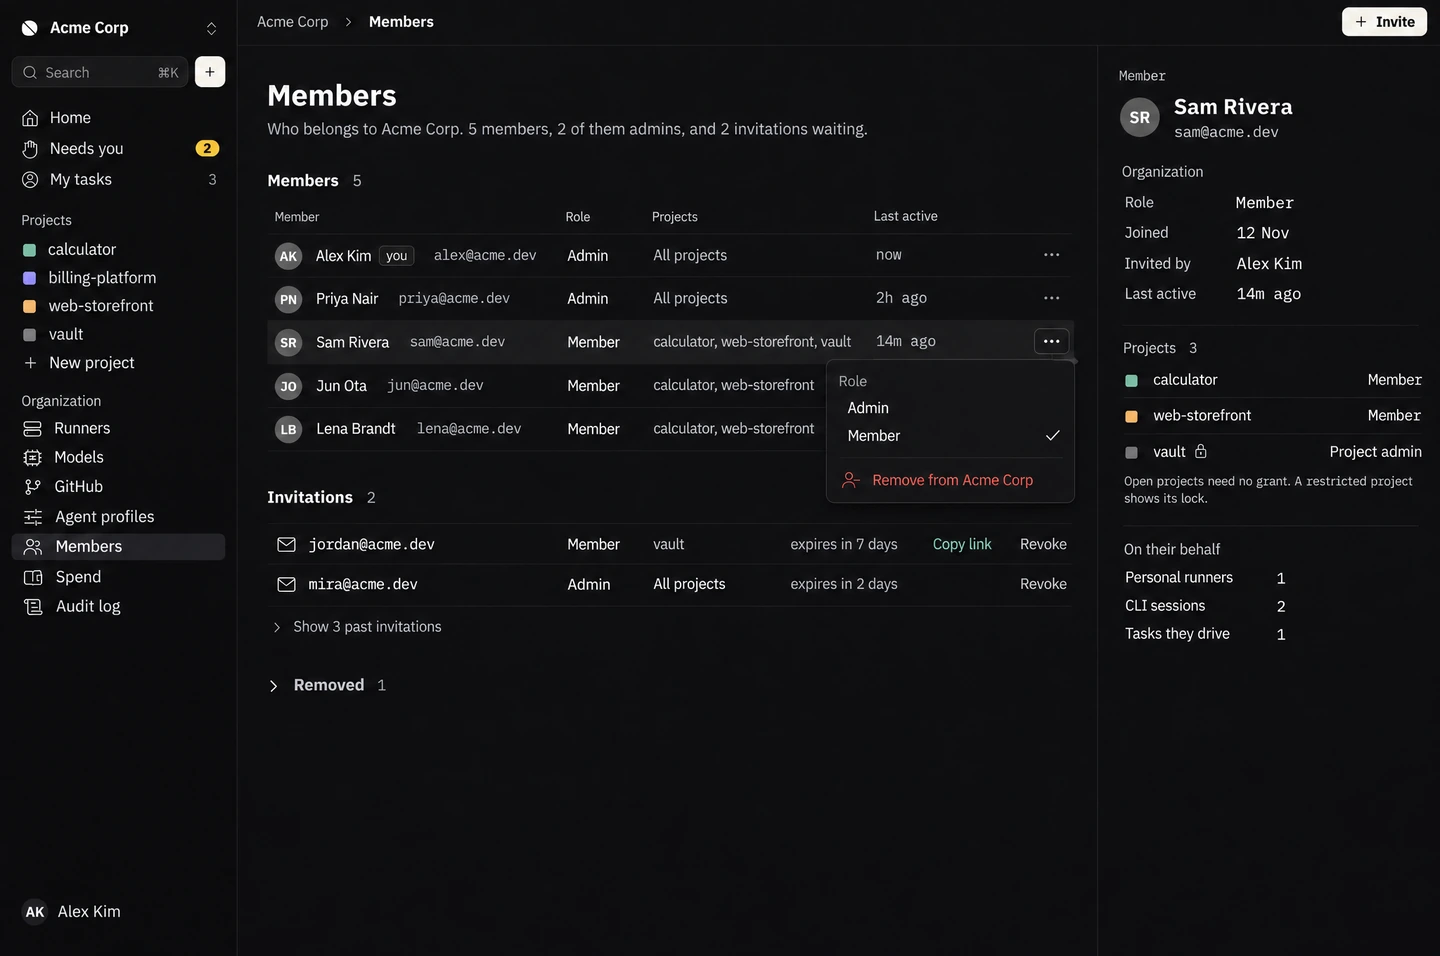 Acme Corp
Search ⌘K +
Home
Needs you 2
My tasks 3
Projects
calculator
billing-platform
web-storefront
vault
+ New project
Organization
Runners
Models
GitHub
Agent profiles
Members
Spend
Audit log
AK Alex Kim
Acme Corp > Members
+ Invite
Members
Who belongs to Acme Corp. 5 members, 2 of them admins, and 2 invitations waiting.
Members 5
Member Role Projects Last active
AK Alex Kim you alex@acme.dev Admin All projects now ...
PN Priya Nair priya@acme.dev Admin All projects 2h ago ...
SR Sam Rivera sam@acme.dev Member calculator, web-storefront, vault 14m ago ...
JO Jun Ota jun@acme.dev Member calculator, web-storefront
LB Lena Brandt lena@acme.dev Member calculator, web-storefront
Role
Admin
Member
Remove from Acme Corp
Invitations 2
jordan@acme.dev Member vault expires in 7 days Copy link Revoke
mira@acme.dev Admin All projects expires in 2 days Revoke
Show 3 past invitations
Removed 1
Member
SR Sam Rivera
sam@acme.dev
Organization
Role Member
Joined 12 Nov
Invited by Alex Kim
Last active 14m ago
Projects 3
calculator Member
web-storefront Member
vault Project admin
Open projects need no grant. A restricted project
shows its lock.
On their behalf
Personal runners 1
CLI sessions 2
Tasks they drive 1